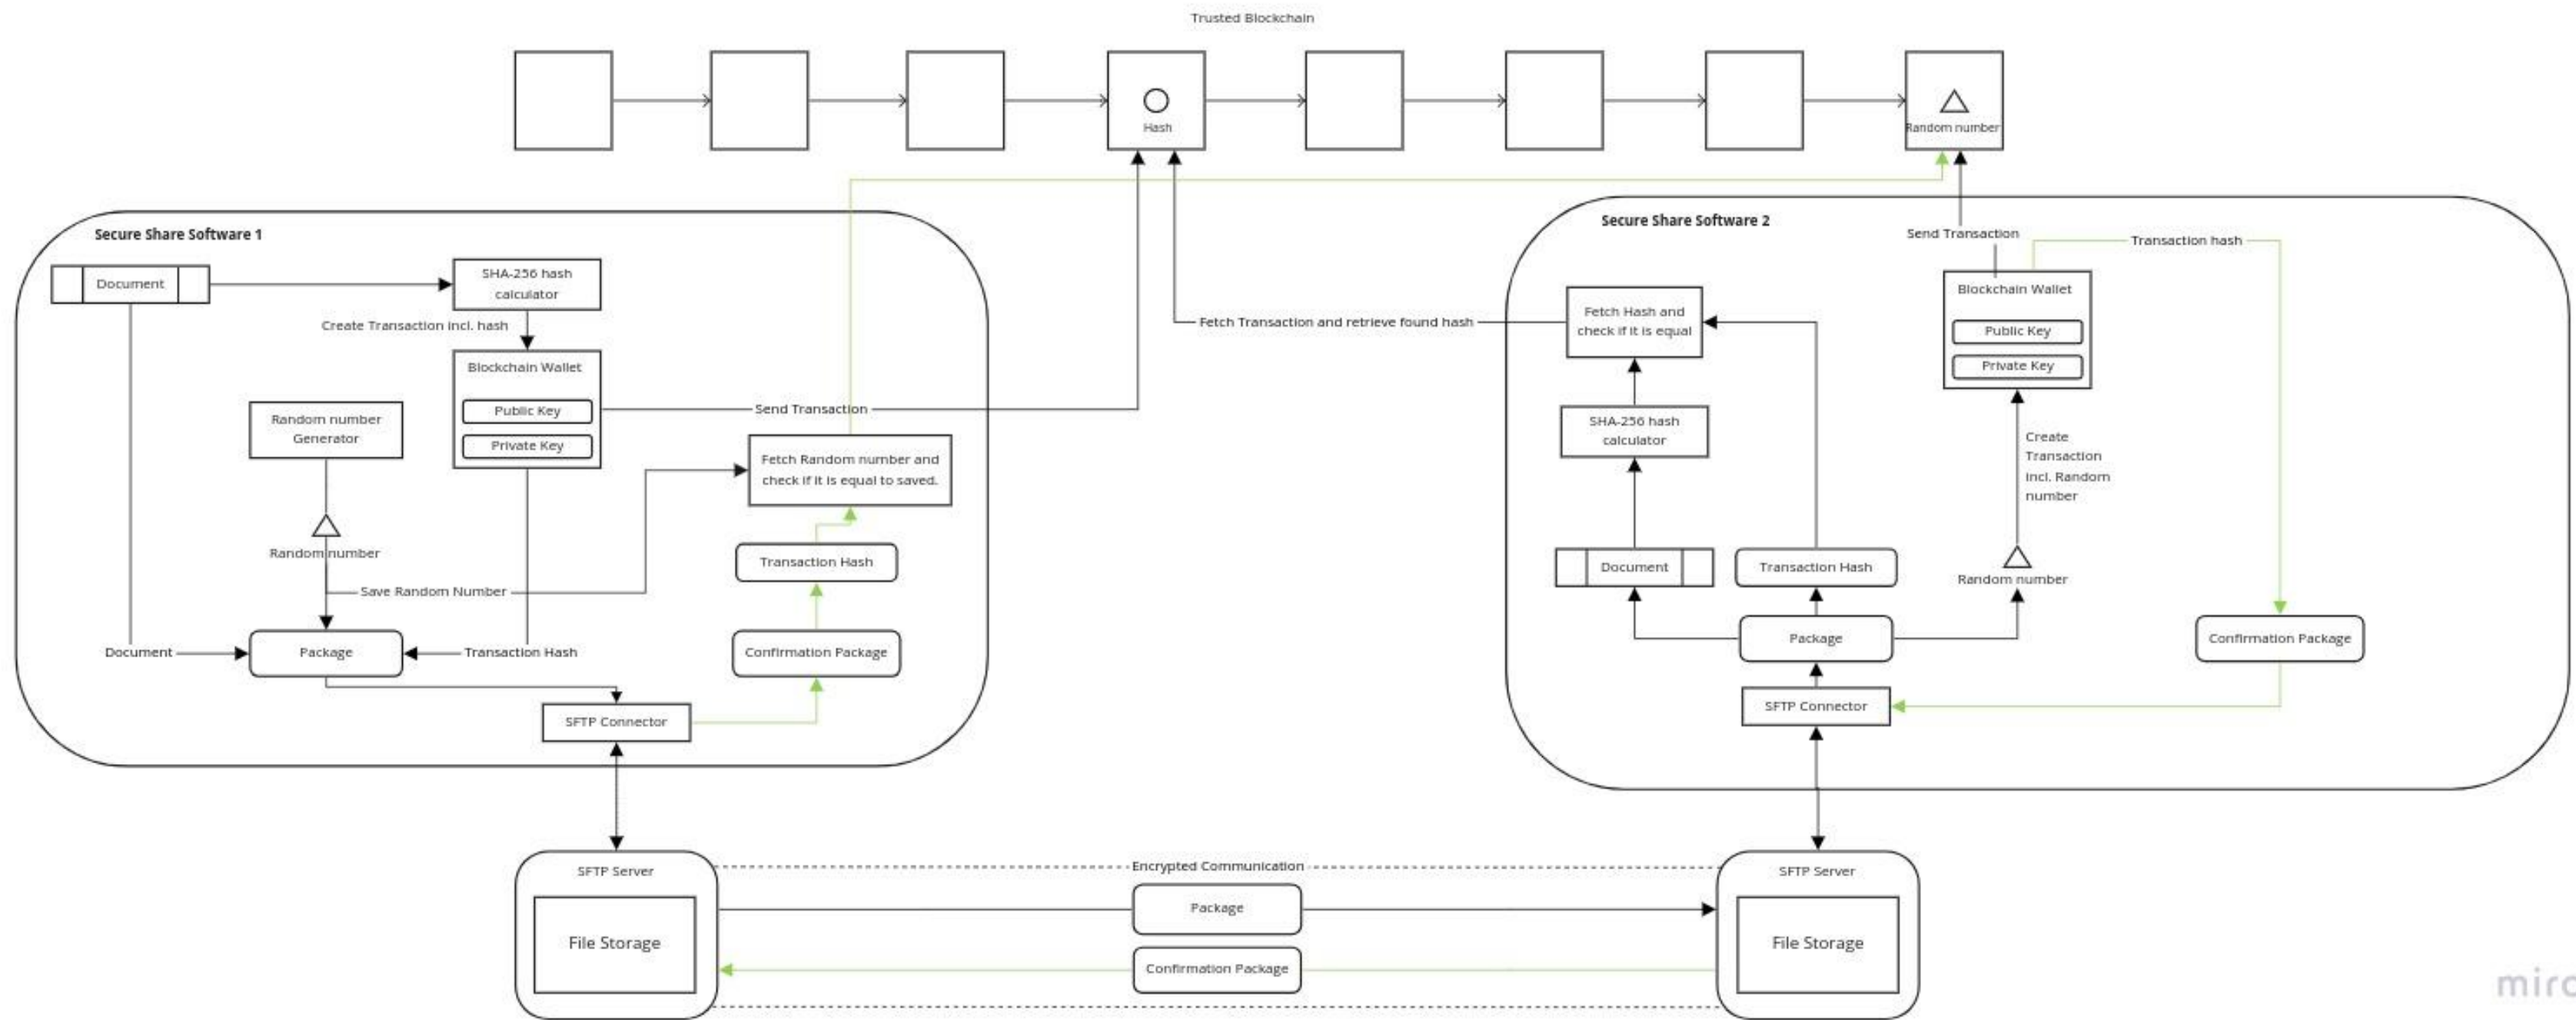 Trusted Blockchain
Hash
Random number
Secure Share Software 1
Document
SHA-256 hash
calculator
Create Transaction incl. hash
Blockchain Wallet
Public Key
Private Key
Send Transaction
Random number
Generator
Random number
Save Random Number
Fetch Random number and
check if it is equal to saved.
Transaction Hash
Confirmation Package
Document
Package
Transaction Hash
SFTP Connector
Fetch Transaction and retrieve found hash
Secure Share Software 2
Send Transaction
Transaction hash
Fetch Hash and
check if it is equal
Blockchain Wallet
Public Key
Private Key
SHA-256 hash
calculator
Create
Transaction
incl. Random
number
Document
Transaction Hash
Random number
Package
Confirmation Package
SFTP Connector
SFTP Server
File Storage
Encrypted Communication
Package
Confirmation Package
SFTP Server
File Storage